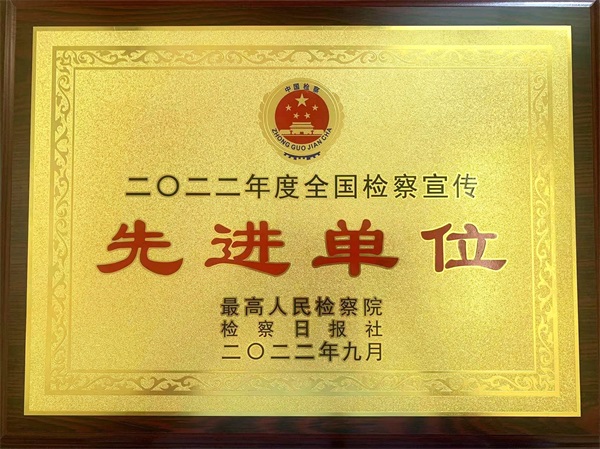 中国检察
ZHONG GUO JIAN CHA
二〇二二年度全国检察宣传
先进单位
最高人民检察院
检察日报社
二〇二二年九月